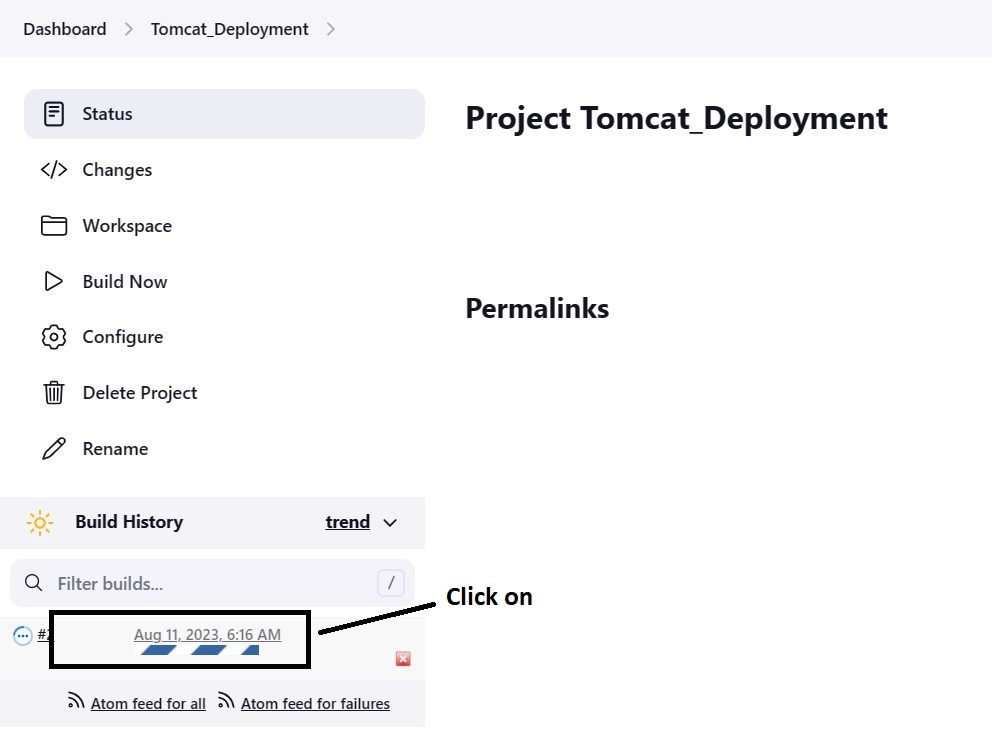 Dashboard
Tomcat_Deployment
Status
Changes
Workspace
Build Now
Configure
Delete Project
Rename
Project Tomcat_Deployment
Permalinks
Build History
trend
Filter builds...
/
Click on
#2
Aug 11, 2023, 6:16 AM
Atom feed for all
Atom feed for failures